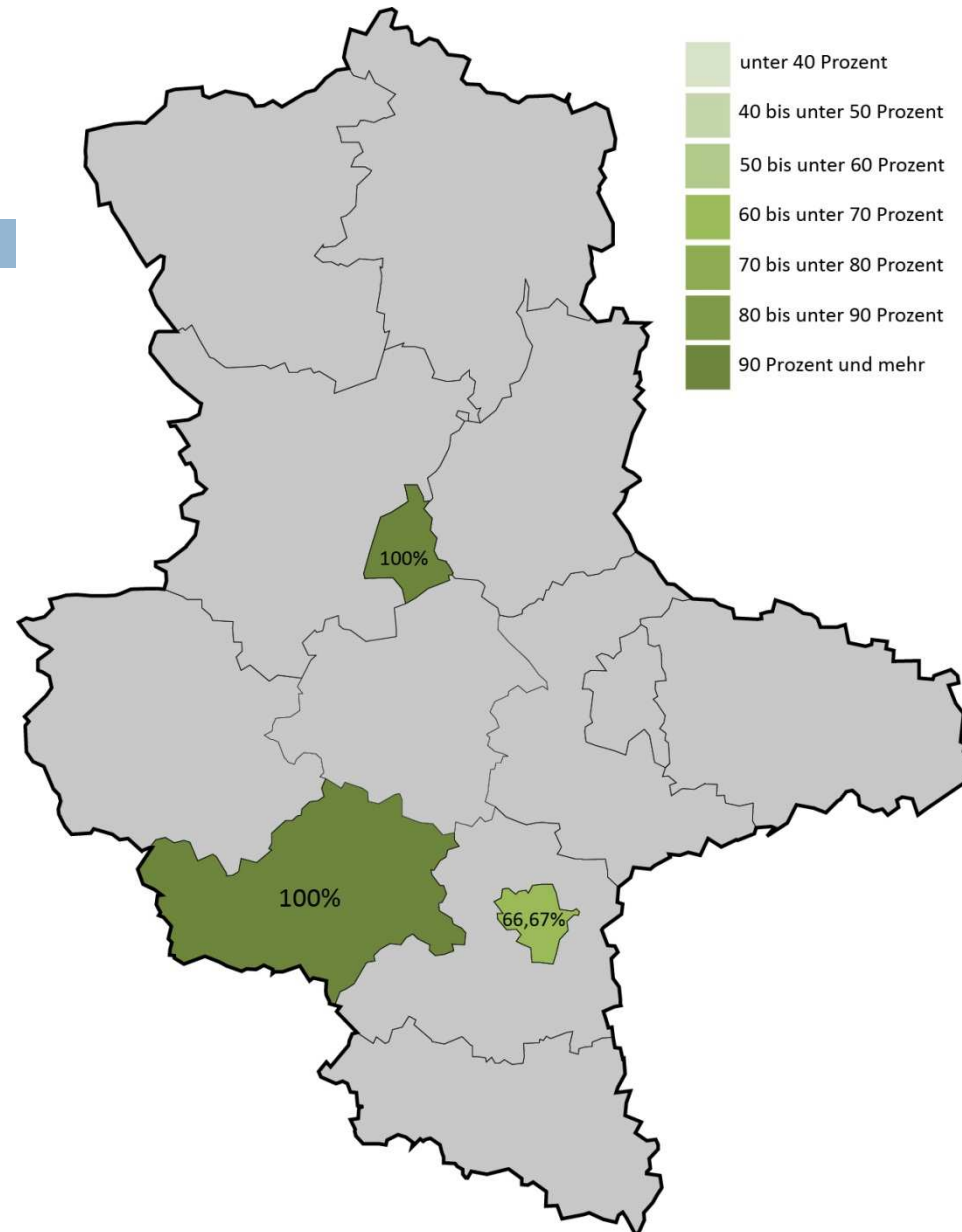 unter 40 Prozent
40 bis unter 50 Prozent
50 bis unter 60 Prozent
60 bis unter 70 Prozent
70 bis unter 80 Prozent
80 bis unter 90 Prozent
90 Prozent und mehr
100%
100%
66,67%